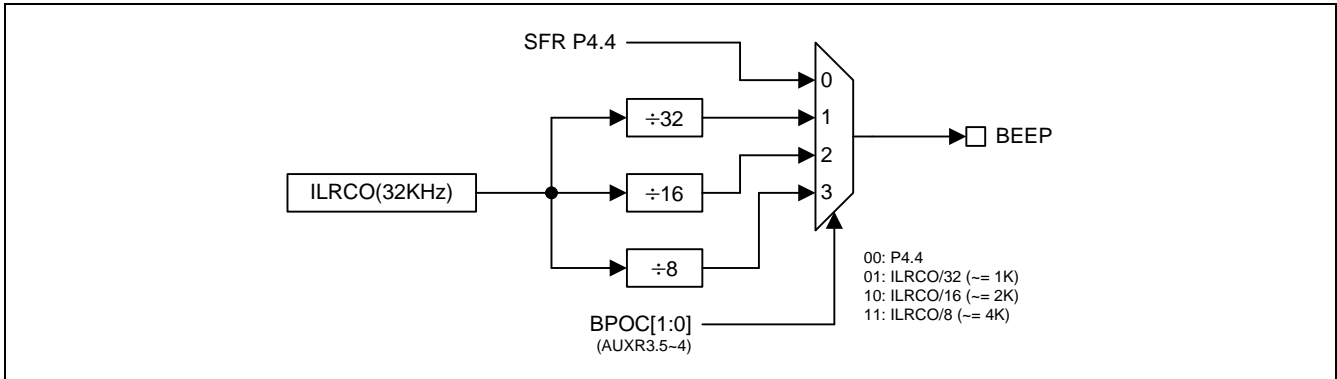 SFR P4.4
0
÷32
1
BEEP
2
ILRCO(32KHz)
÷16
3
÷8
00: P4.4
01: ILRCO/32 (~= 1K)
10: ILRCO/16 (~= 2K)
11: ILRCO/8 (~= 4K)
BPOC[1:0]
(AUXR3.5~4)